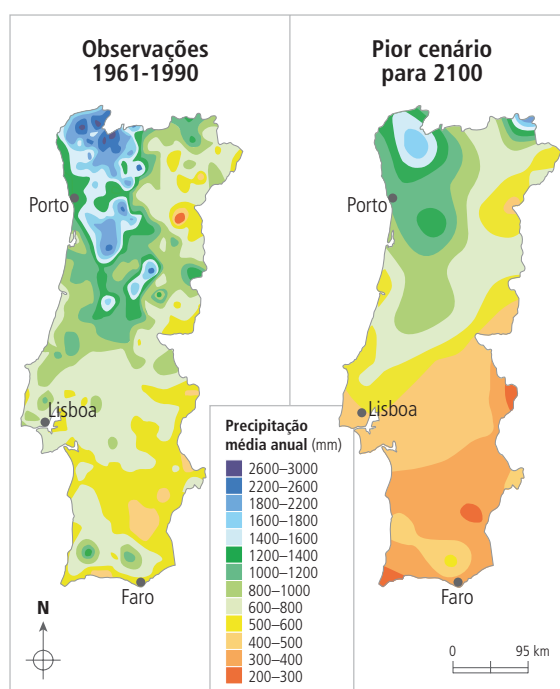 Observações
1961-1990
Pior cenário
para 2100
Porto
Lisboa
Faro
Porto
Lisboa
Faro
Precipitação
média anual (mm)
2600–3000
2200–2600
1800–2200
1600–1800
1400–1600
1200–1400
1000–1200
800–1000
600–800
500–600
400–500
300–400
200–300
N
0 95 km